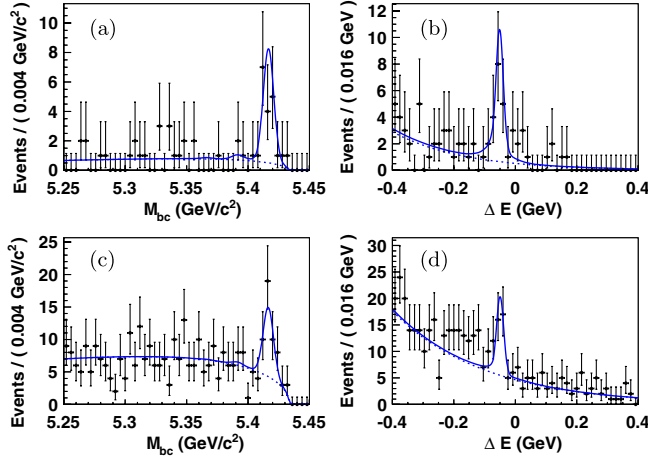 (a)
Events / ( 0.004 GeV/c²)
10
8
6
4
2
0
5.25 5.3 5.35 5.4 5.45
M_bc (GeV/c²)
(b)
Events / ( 0.016 GeV )
12
10
8
6
4
2
0
-0.4 -0.2 0 0.2 0.4
Δ E (GeV)
(c)
Events / ( 0.004 GeV/c²)
25
20
15
10
5
0
5.25 5.3 5.35 5.4 5.45
M_bc (GeV/c²)
(d)
Events / ( 0.016 GeV )
30
25
20
15
10
5
0
-0.4 -0.2 0 0.2 0.4
Δ E (GeV)